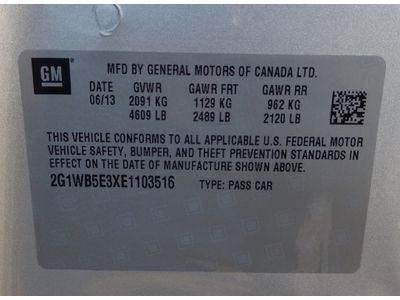 GM
MFD BY GENERAL MOTORS OF CANADA LTD.
DATE GVWR GAWR FRT GAWR RR
06/13 2091 KG 1129 KG 962 KG
4609 LB 2489 LB 2120 LB
THIS VEHICLE CONFORMS TO ALL APPLICABLE U.S. FEDERAL MOTOR
VEHICLE SAFETY, BUMPER, AND THEFT PREVENTION STANDARDS IN
EFFECT ON THE DATE OF MANUFACTURE SHOWN ABOVE.
2G1WB5E3XE1103516 TYPE: PASS CAR